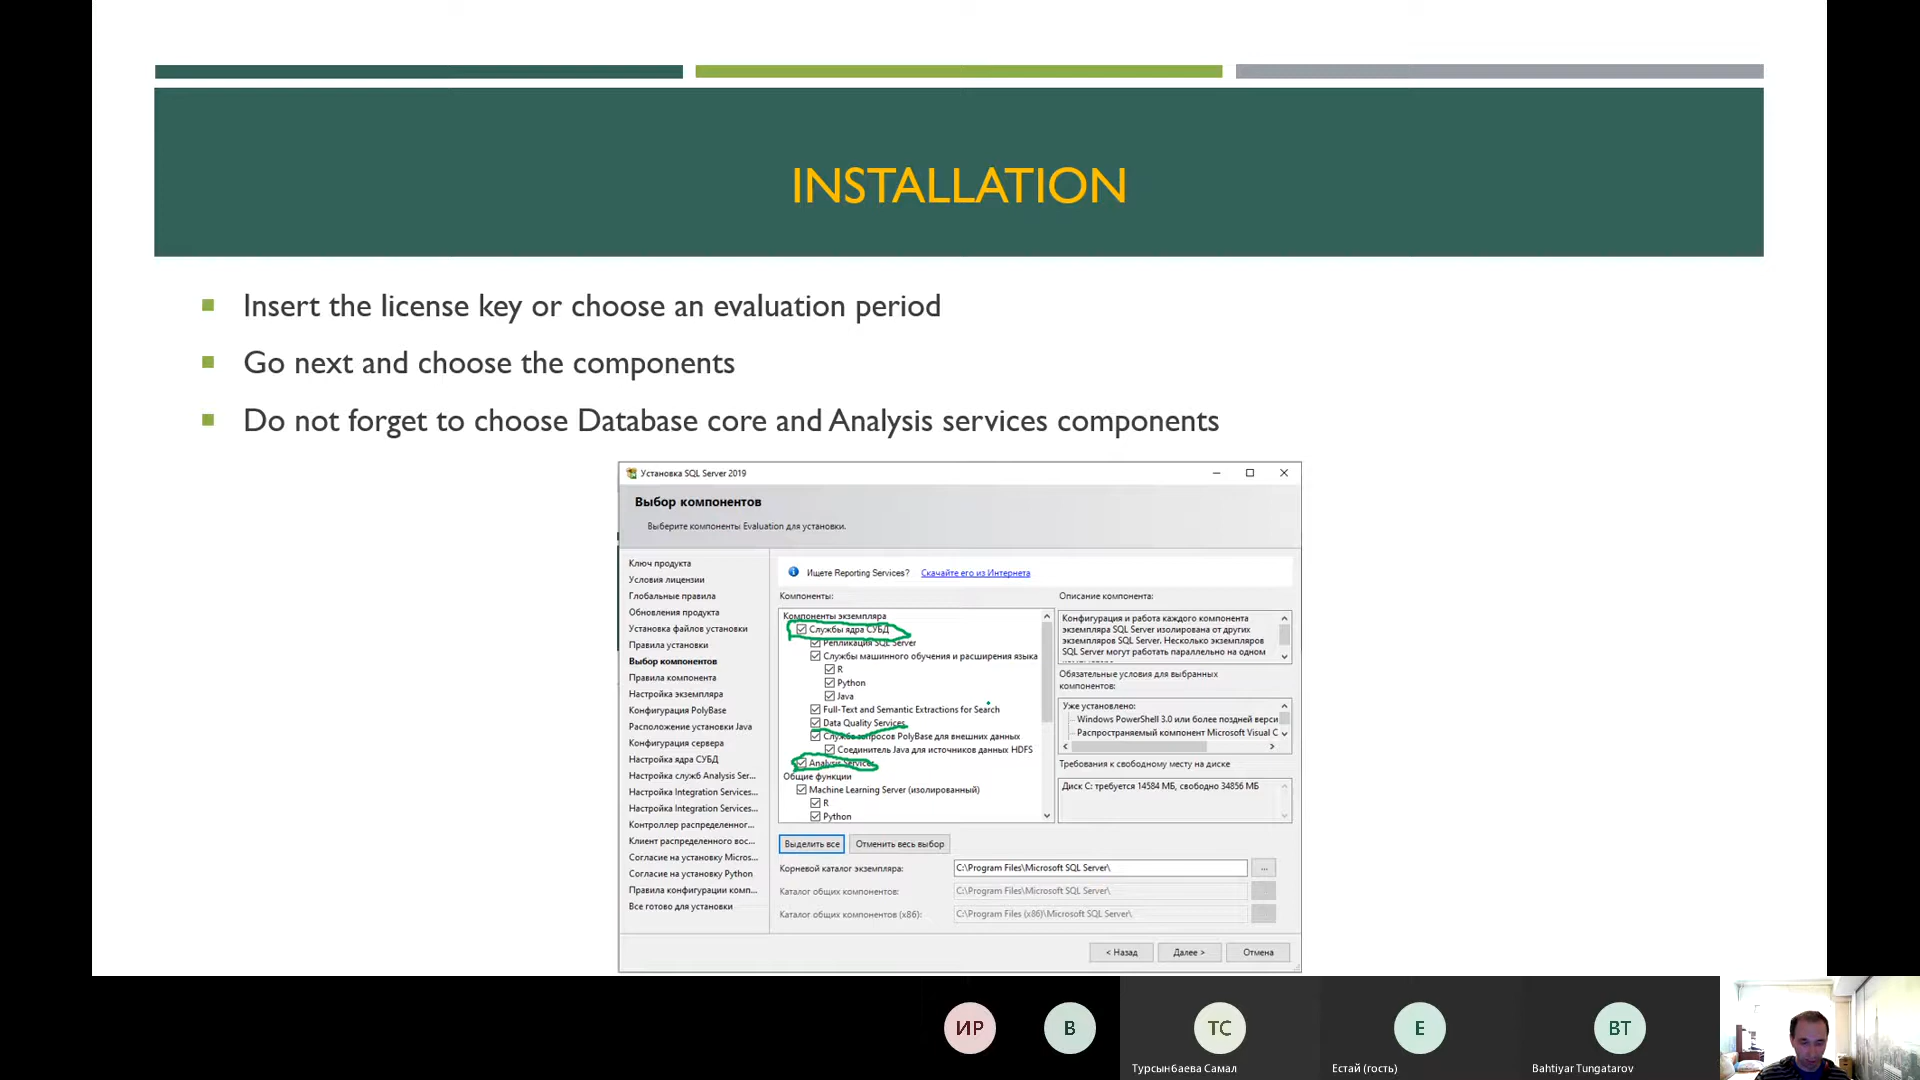 INSTALLATION
Insert the license key or choose an evaluation period
Go next and choose the components
Do not forget to choose Database core and Analysis services components
Установка SQL Server 2019
Выбор компонентов
Выберите компоненты Evaluation для установки.
Ключ продукта
Условия лицензии
Глобальные правила
Обновления продукта
Установка файлов установки
Правила установки
Выбор компонентов
Правила компонента
Настройка экземпляра
Конфигурация PolyBase
Расположение установки Java
Конфигурация сервера
Настройка ядра СУБД
Настройка служб Analysis Ser...
Настройка Integration Services...
Настройка Integration Services...
Контроллер распределенног...
Клиент распределенного вос...
Согласие на установку Micros...
Согласие на установку Python
Правила конфигурации комп...
Все готово для установки
Ищете Reporting Services? Скачайте его из Интернета
Компоненты:
Компоненты экземпляра
Службы ядра СУБД
Репликация SQL Server
Службы машинного обучения и расширения языка
R
Python
Java
Full-Text and Semantic Extractions for Search
Data Quality Services
Служба запросов PolyBase для внешних данных
Соединитель Java для источников данных HDFS
Analysis Services
Общие функции
Machine Learning Server (изолированный)
R
Python
Описание компонента:
Конфигурация и работа каждого компонента
экземпляра SQL Server изолирован от других
экземпляров SQL Server. Несколько экземпляров
SQL Server могут работать параллельно на одном
Обязательные условия для выбранных
компонентов:
Уже установлено:
Windows PowerShell 3.0 или более поздней верси
Распространяемый компонент Microsoft Visual C
Требования к свободному месту на диске
Диск C: требуется 14584 МБ, свободно 34856 МБ
Выделить все
Отменить весь выбор
Корневой каталог экземпляра:
C:\Program Files\Microsoft SQL Server\
...
Каталог общих компонентов:
C:\Program Files\Microsoft SQL Server\
Каталог общих компонентов (x86):
C:\Program Files (x86)\Microsoft SQL Server\
< Назад
Далее >
Отмена
ИР
B
ТС
Е
BT
Турсынбаева Самал
Естай (гость)
Bahtiyar Tungatarov